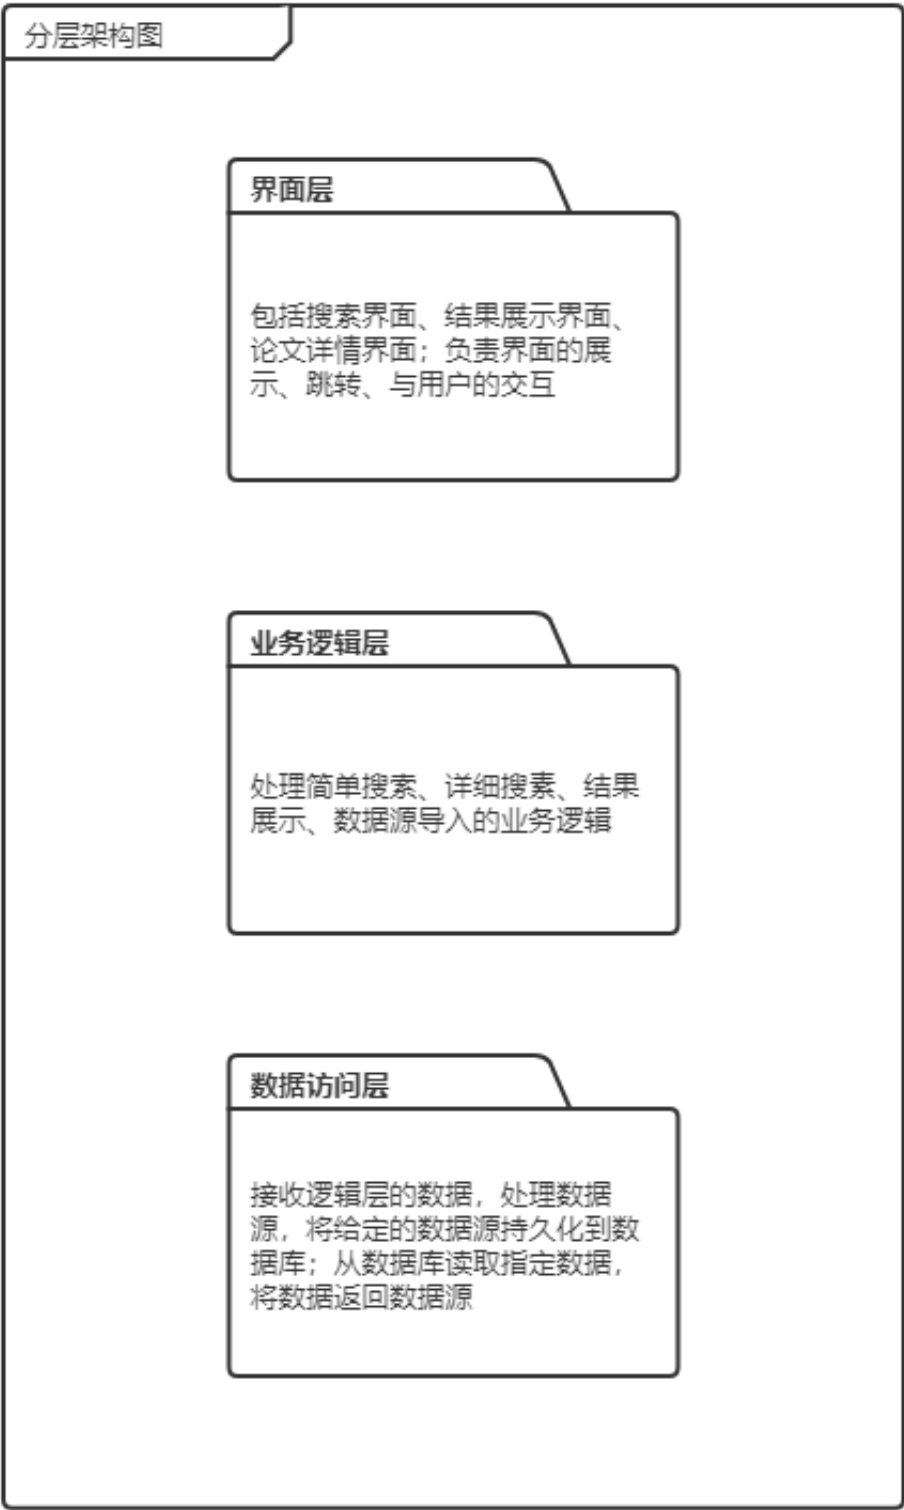 分层架构图
界面层
包括搜索界面、结果展示界面、
论文详情界面；负责界面的展
示、跳转、与用户的交互
业务逻辑层
处理简单搜索、详细搜素、结果
展示、数据源导入的业务逻辑
数据访问层
接收逻辑层的数据，处理数据
源，将给定的数据源持久化到数
据库；从数据库读取指定数据，
将数据返回数据源